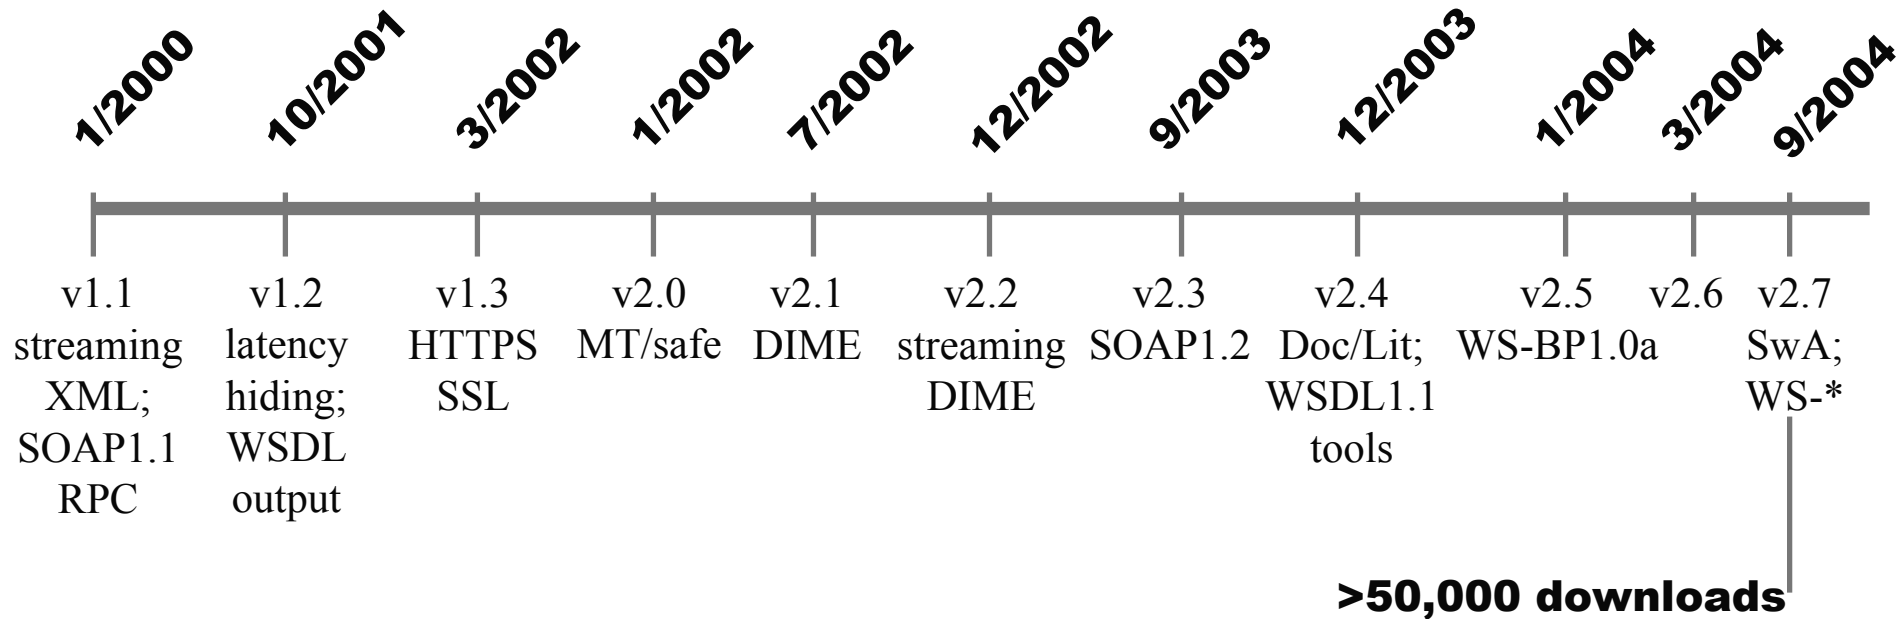 1/2000 10/2001 3/2002 1/2002 7/2002 12/2002 9/2003 12/2003 1/2004 3/2004 9/2004
v1.1 v1.2 v1.3 v2.0 v2.1 v2.2 v2.3 v2.4 v2.5 v2.6 v2.7
streaming latency HTTPS MT/safe DIME streaming SOAP1.2 Doc/Lit; WS-BP1.0a SwA;
XML; hiding; SSL DIME WSDL1.1 WS-*
SOAP1.1 WSDL tools
RPC output
>50,000 downloads